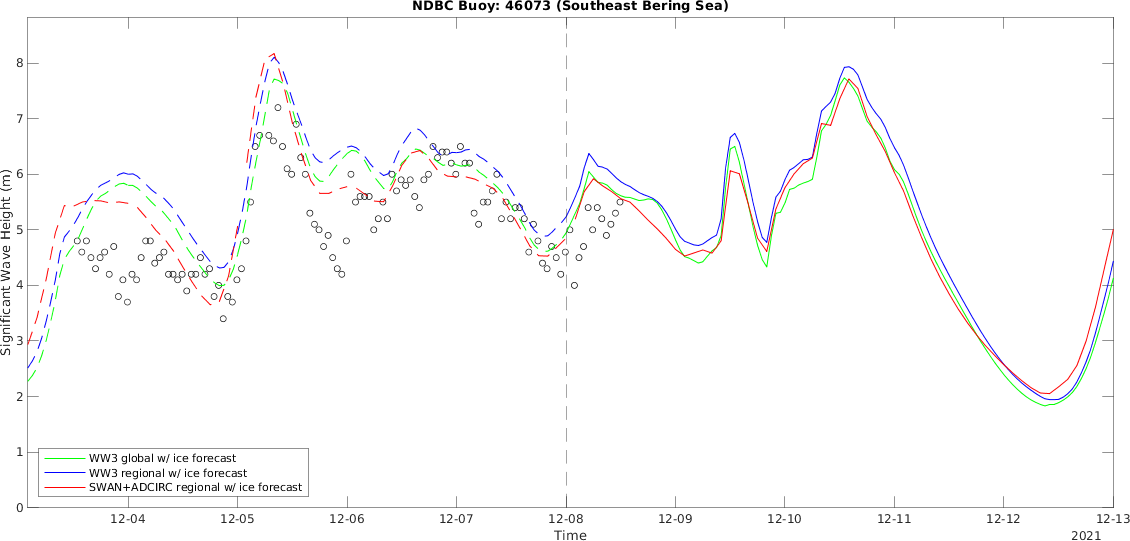 NDBC Buoy: 46073 (Southeast Bering Sea)
Significant Wave Height (m)
8
7
6
5
4
3
2
1
0
WW3 global w/ ice forecast
WW3 regional w/ ice forecast
SWAN+ADCIRC regional w/ ice forecast
12-04 12-05 12-06 12-07 12-08 12-09 12-10 12-11 12-12 12-13
Time
2021